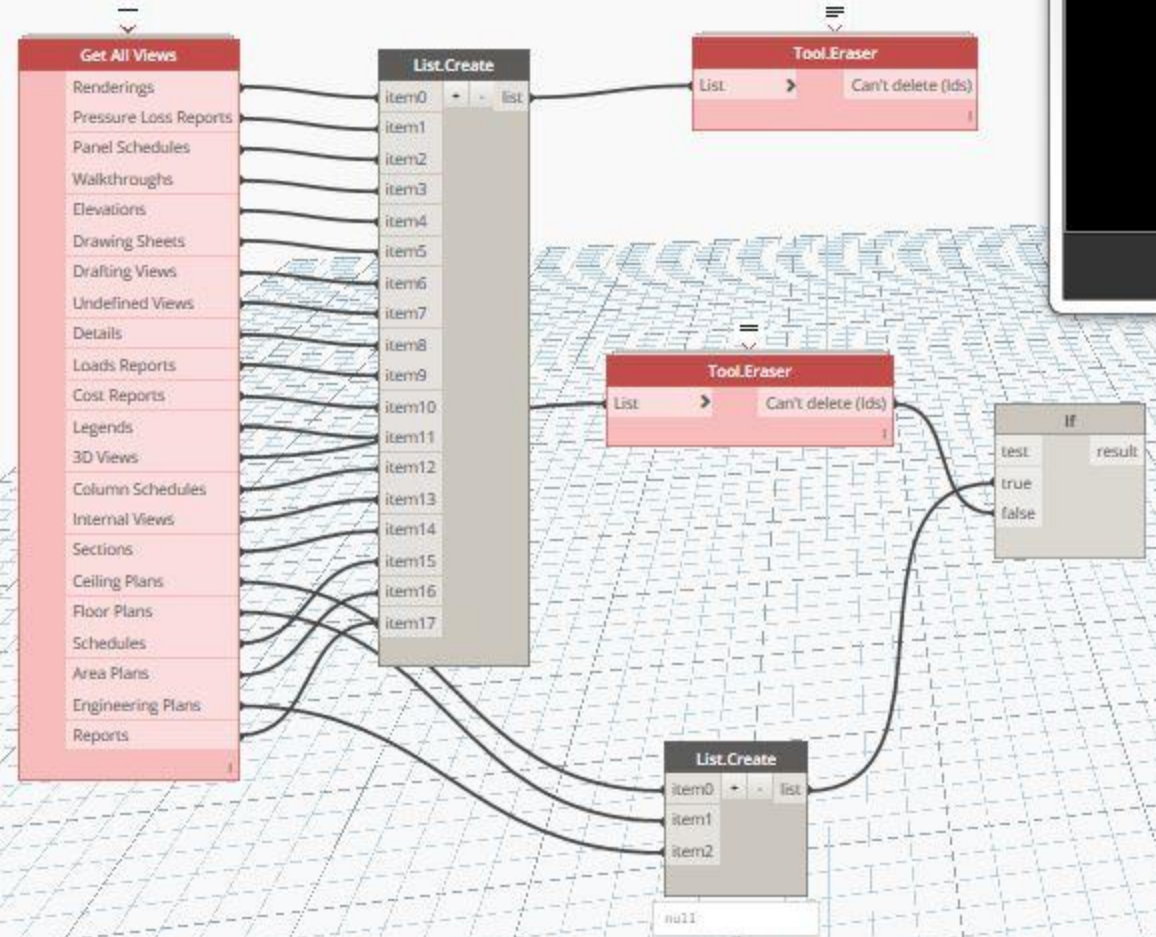 Get All Views
Renderings
Pressure Loss Reports
Panel Schedules
Walkthroughs
Elevations
Drawing Sheets
Drafting Views
Undefined Views
Details
Loads Reports
Cost Reports
Legends
3D Views
Column Schedules
Internal Views
Sections
Ceiling Plans
Floor Plans
Schedules
Area Plans
Engineering Plans
Reports
List.Create
item0 + - list
item1
item2
item3
item4
item5
item6
item7
item8
item9
item10
item11
item12
item13
item14
item15
item16
item17
Tool.Eraser
List > Can't delete (Ids)
Tool.Eraser
List > Can't delete (Ids)
If
test result
true
false
List.Create
item0 + - list
item1
item2
null